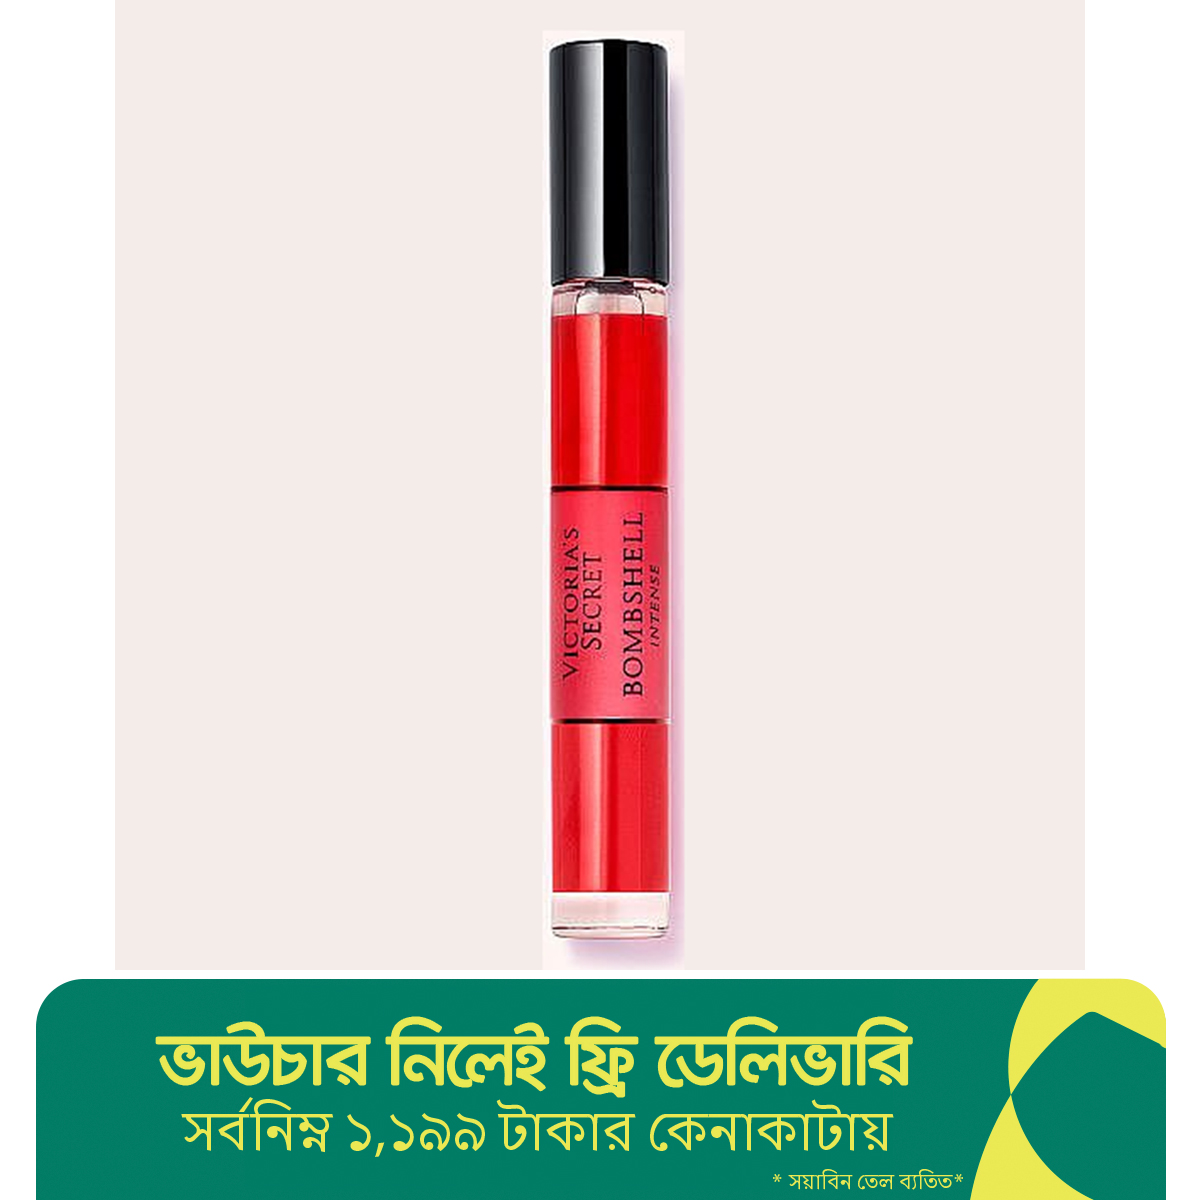 VICTORIA'S
SECRET
BOMBSHELL
INTENSE
ভাউচার নিলেই ফ্রি ডেলিভারি
সর্বনিম্ন ১,১৯৯ টাকার কেনাকাটায়
* সয়াবিন তেল ব্যতিত*